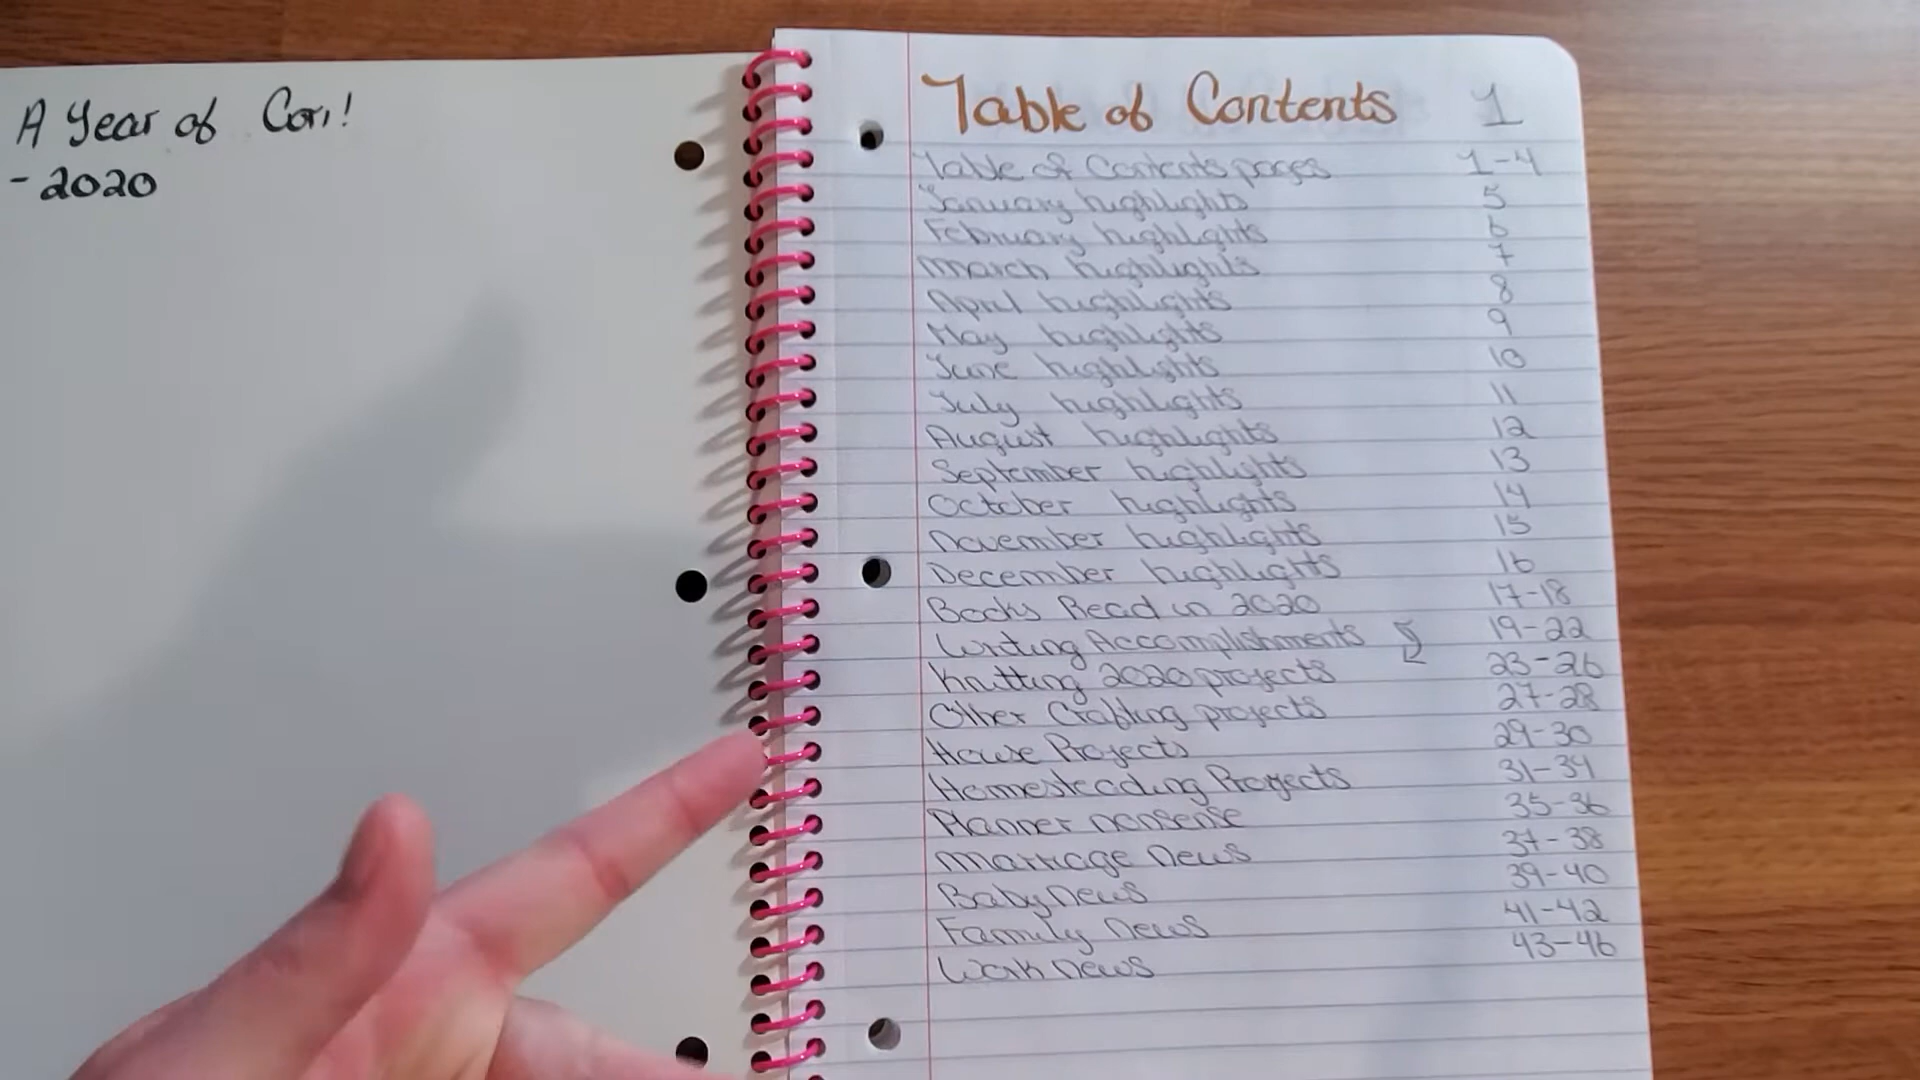 A Year of Cori!
- 2020
Table of Contents 1
Table of Contents pages 1-4
January highlights 5
February highlights 6
March highlights 7
April highlights 8
May highlights 9
June highlights 10
July highlights 11
August highlights 12
September highlights 13
October highlights 14
November highlights 15
December highlights 16
Books Read in 2020 17-18
Writing Accomplishments 19-22
Knitting 2020 projects 23-26
Other Crafting projects 27-28
House Projects 29-30
Homesteading Projects 31-34
Planner nonsense 35-36
Marriage News 37-38
Baby News 39-40
Family News 41-42
Work News 43-46